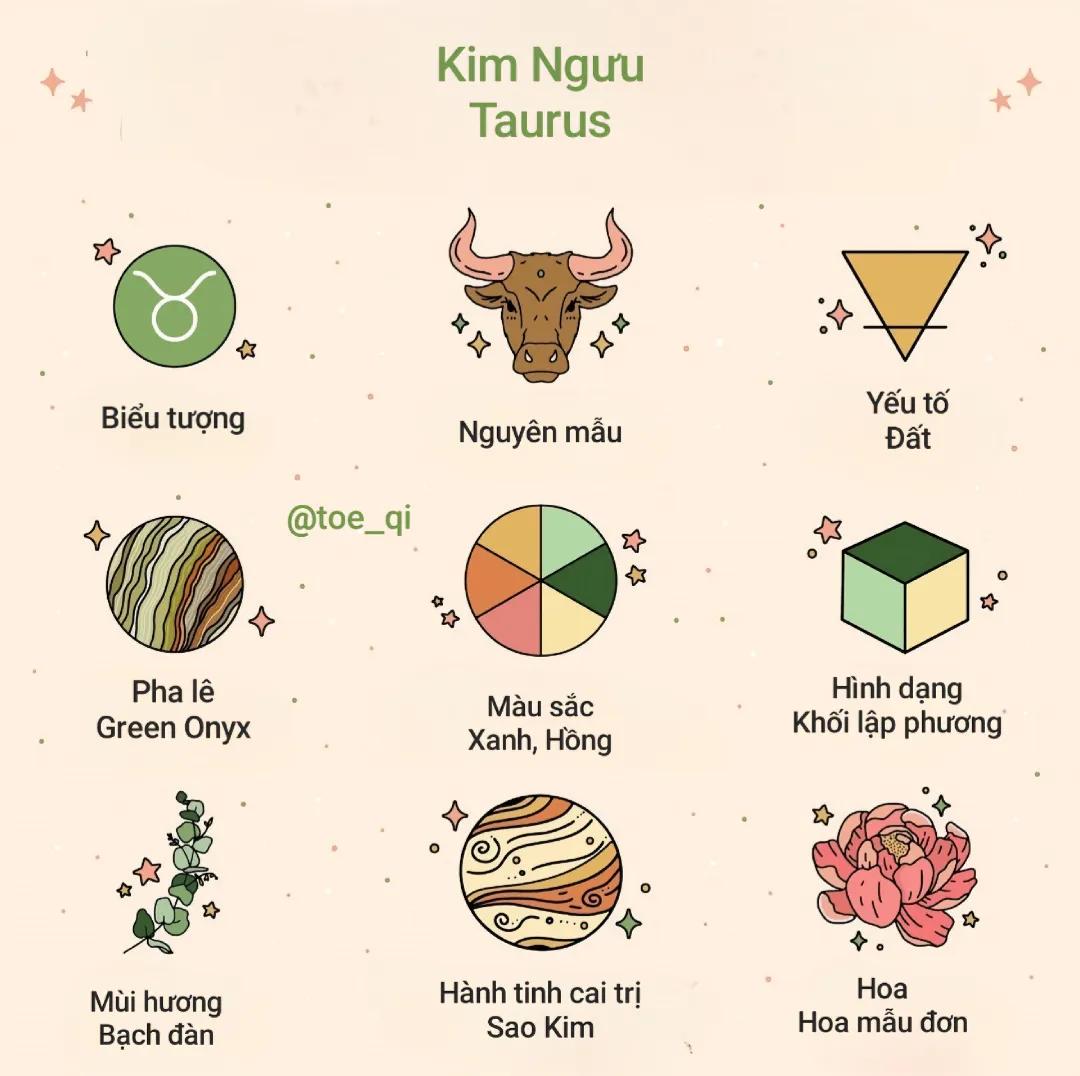 Kim Ngưu
Taurus
Biểu tượng
Nguyên mẫu
Yếu tố
Đất
@toe_qi
Pha lê
Green Onyx
Màu sắc
Xanh, Hồng
Hình dạng
Khối lập phương
Mùi hương
Bạch đàn
Hành tinh cai trị
Sao Kim
Hoa
Hoa mẫu đơn